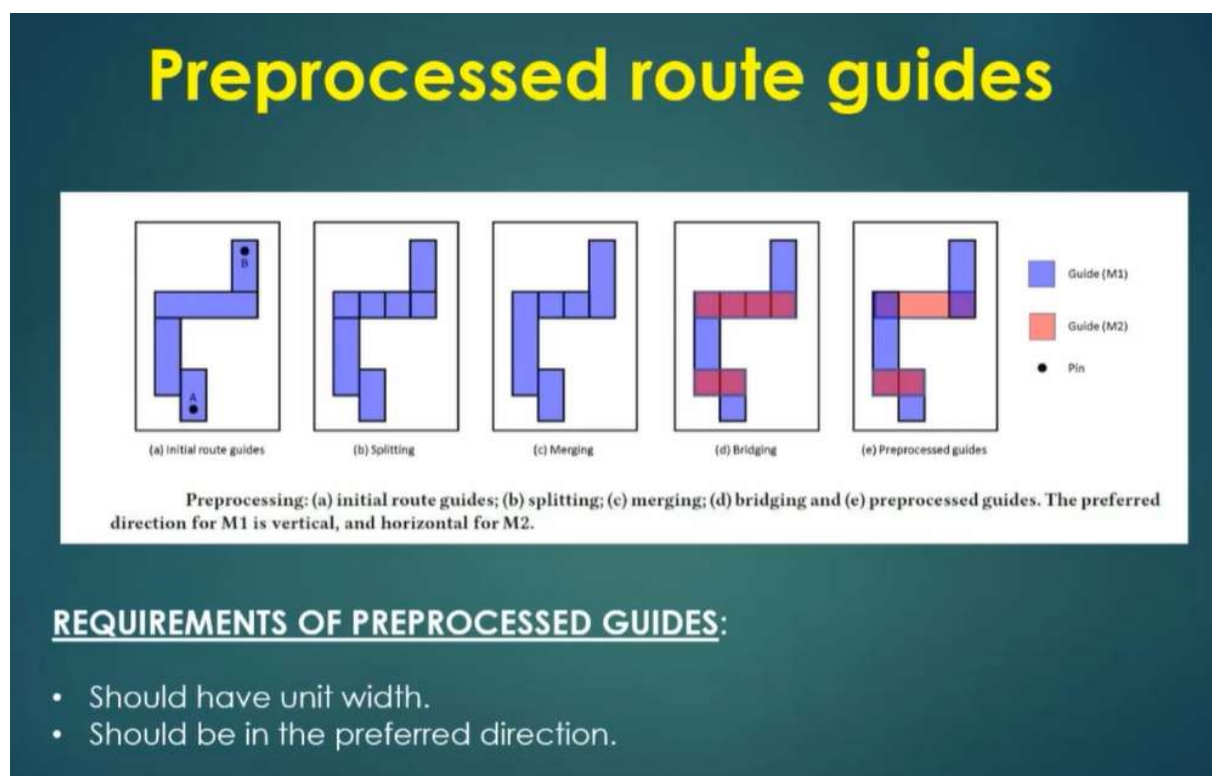 Preprocessed route guides
B
A
Guide (M1)
Guide (M2)
Pin
(a) Initial route guides
(b) Splitting
(c) Merging
(d) Bridging
(e) Preprocessed guides
Preprocessing: (a) initial route guides; (b) splitting; (c) merging; (d) bridging and (e) preprocessed guides. The preferred
direction for M1 is vertical, and horizontal for M2.
REQUIREMENTS OF PREPROCESSED GUIDES:
• Should have unit width.
• Should be in the preferred direction.